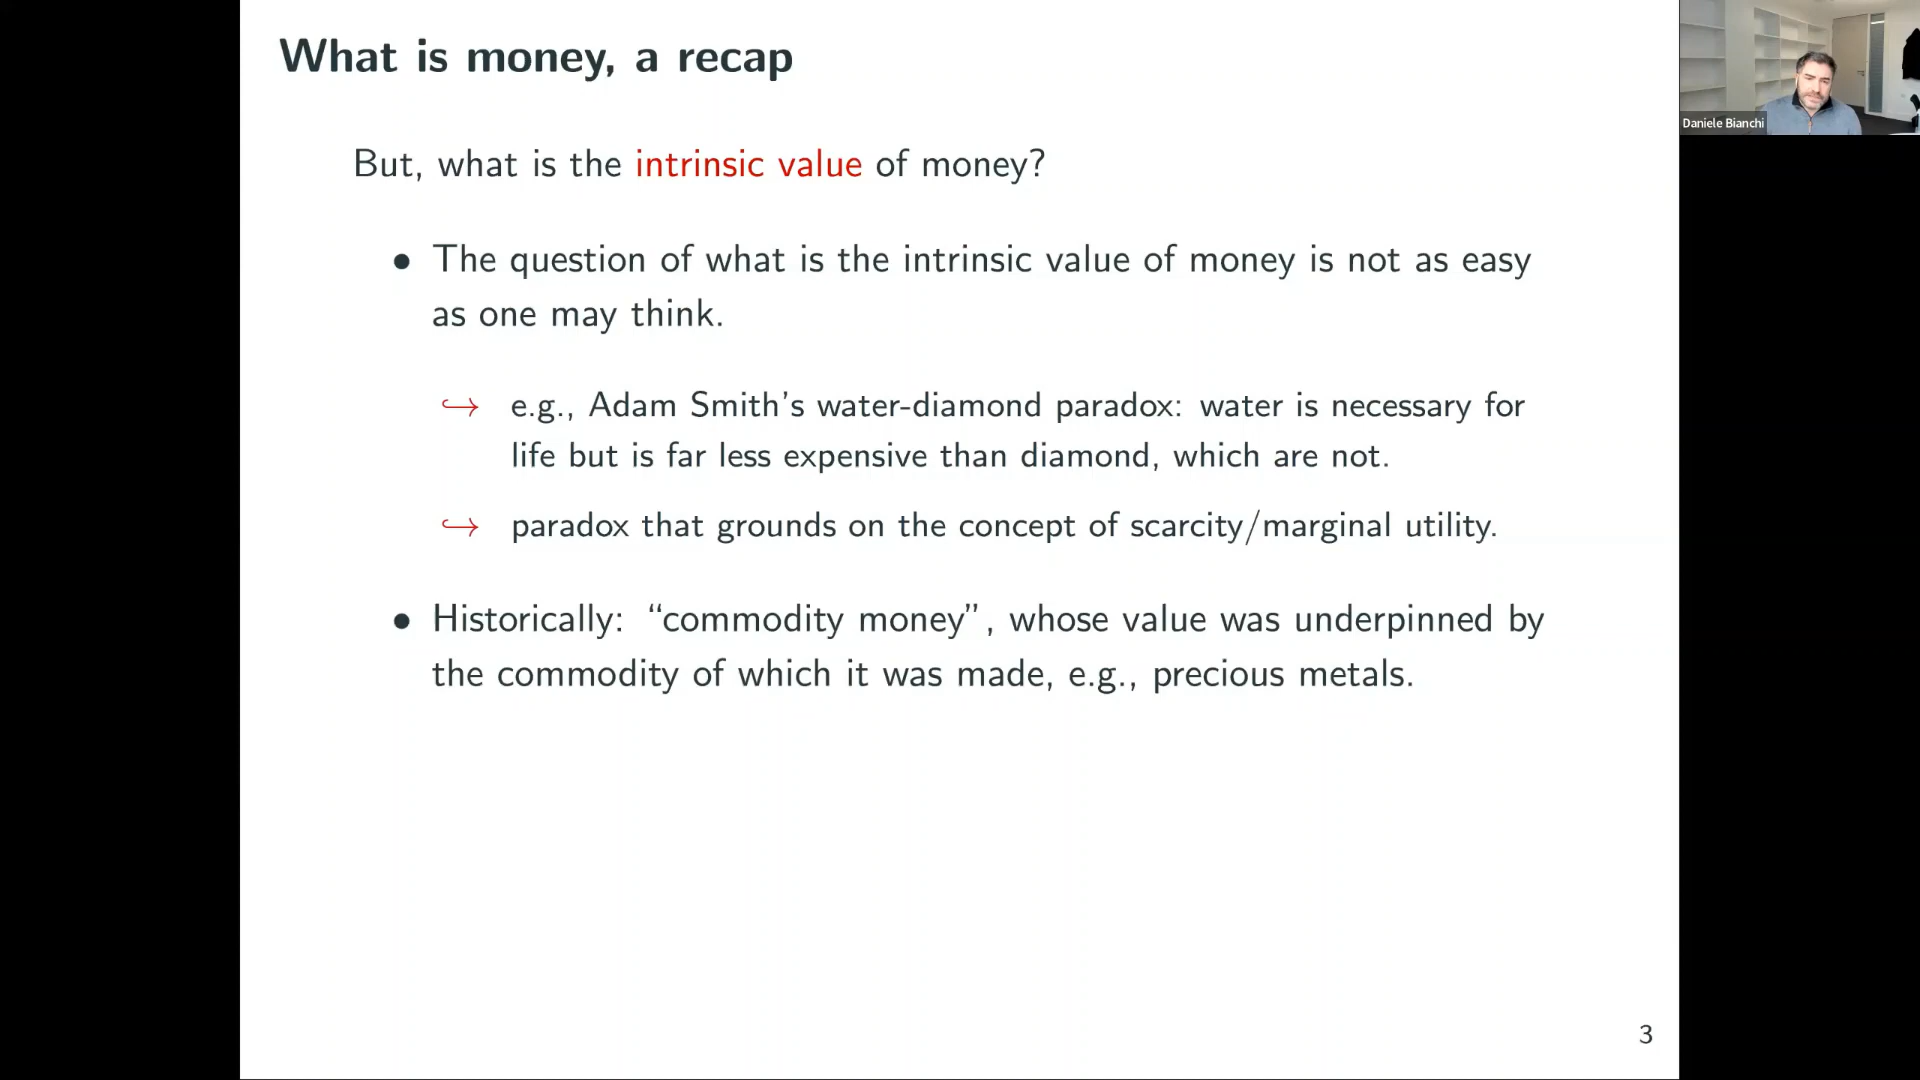 What is money, a recap
Daniele Bianchi
But, what is the intrinsic value of money?
• The question of what is the intrinsic value of money is not as easy
as one may think.
↪ e.g., Adam Smith's water-diamond paradox: water is necessary for
life but is far less expensive than diamond, which are not.
↪ paradox that grounds on the concept of scarcity/marginal utility.
• Historically: “commodity money”, whose value was underpinned by
the commodity of which it was made, e.g., precious metals.
3